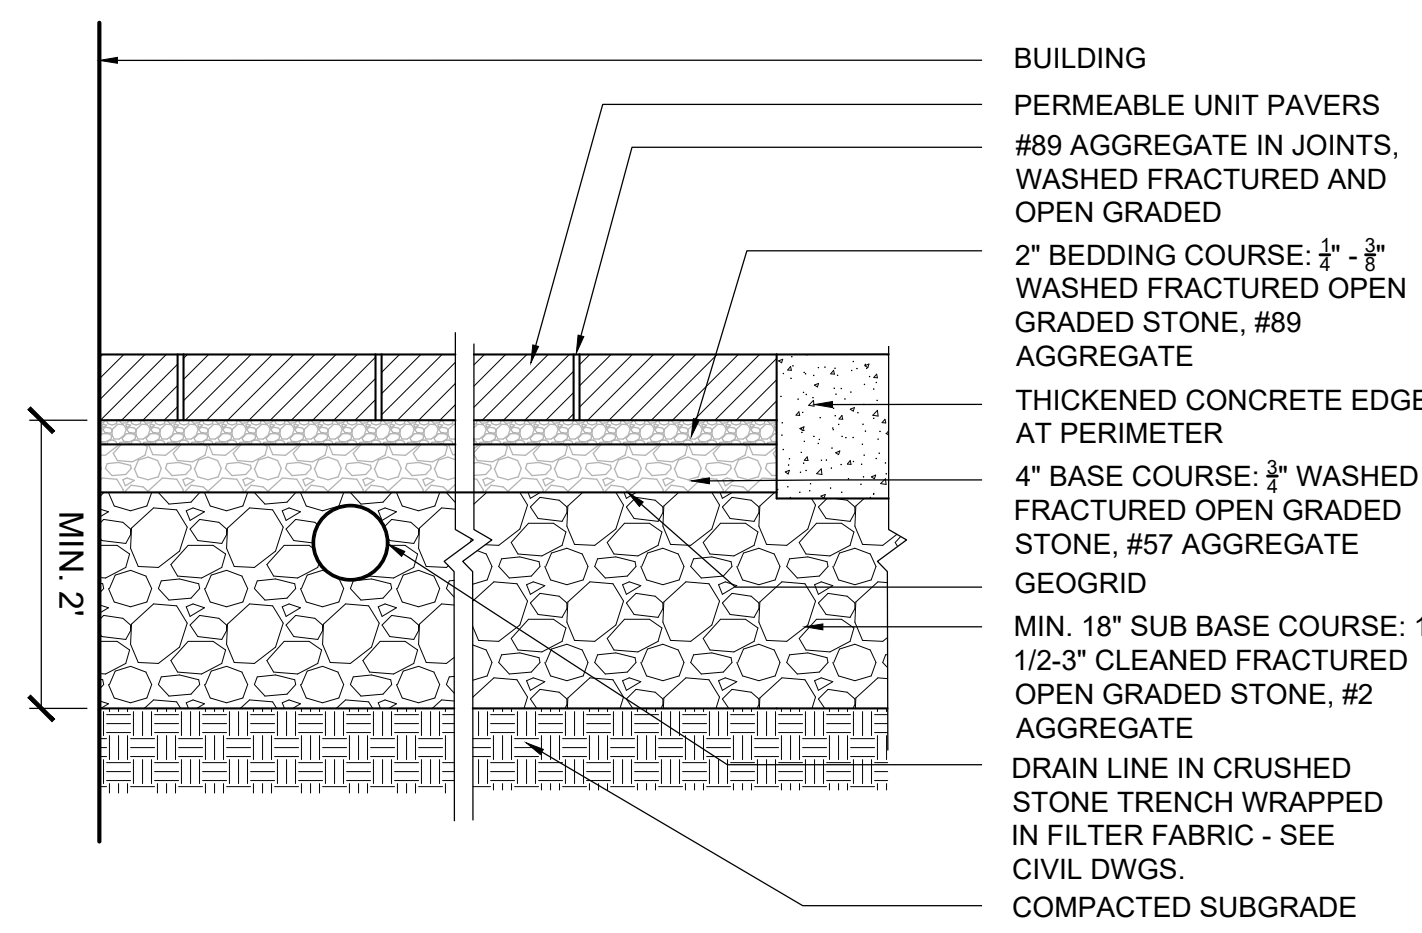 BUILDING
PERMEABLE UNIT PAVERS
#89 AGGREGATE IN JOINTS,
WASHED FRACTURED AND
OPEN GRADED
2" BEDDING COURSE: 1/4" - 3/8"
WASHED FRACTURED OPEN
GRADED STONE, #89
AGGREGATE
THICKENED CONCRETE EDGE
AT PERIMETER
4" BASE COURSE: 3/4" WASHED
FRACTURED OPEN GRADED
STONE, #57 AGGREGATE
GEOGRID
MIN. 18" SUB BASE COURSE: 1
1/2-3" CLEANED FRACTURED
OPEN GRADED STONE, #2
AGGREGATE
DRAIN LINE IN CRUSHED
STONE TRENCH WRAPPED
IN FILTER FABRIC - SEE
CIVIL DWGS.
COMPACTED SUBGRADE
MIN. 2'